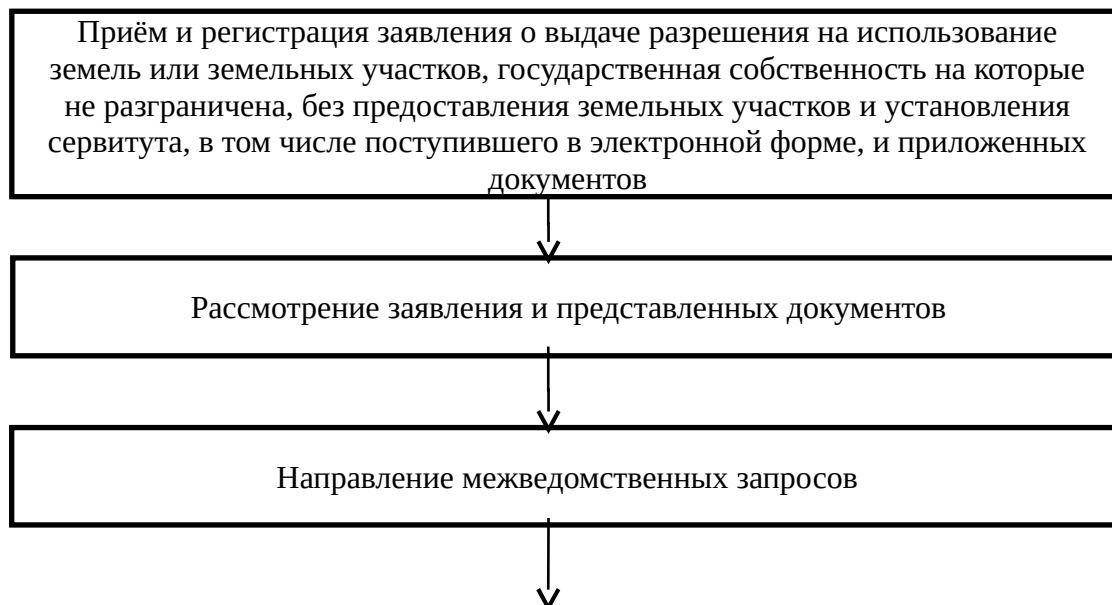 Приём и регистрация заявления о выдаче разрешения на использование
земель или земельных участков, государственная собственность на которые
не разграничена, без предоставления земельных участков и установления
сервитута, в том числе поступившего в электронной форме, и приложенных
документов
Рассмотрение заявления и представленных документов
Направление межведомственных запросов